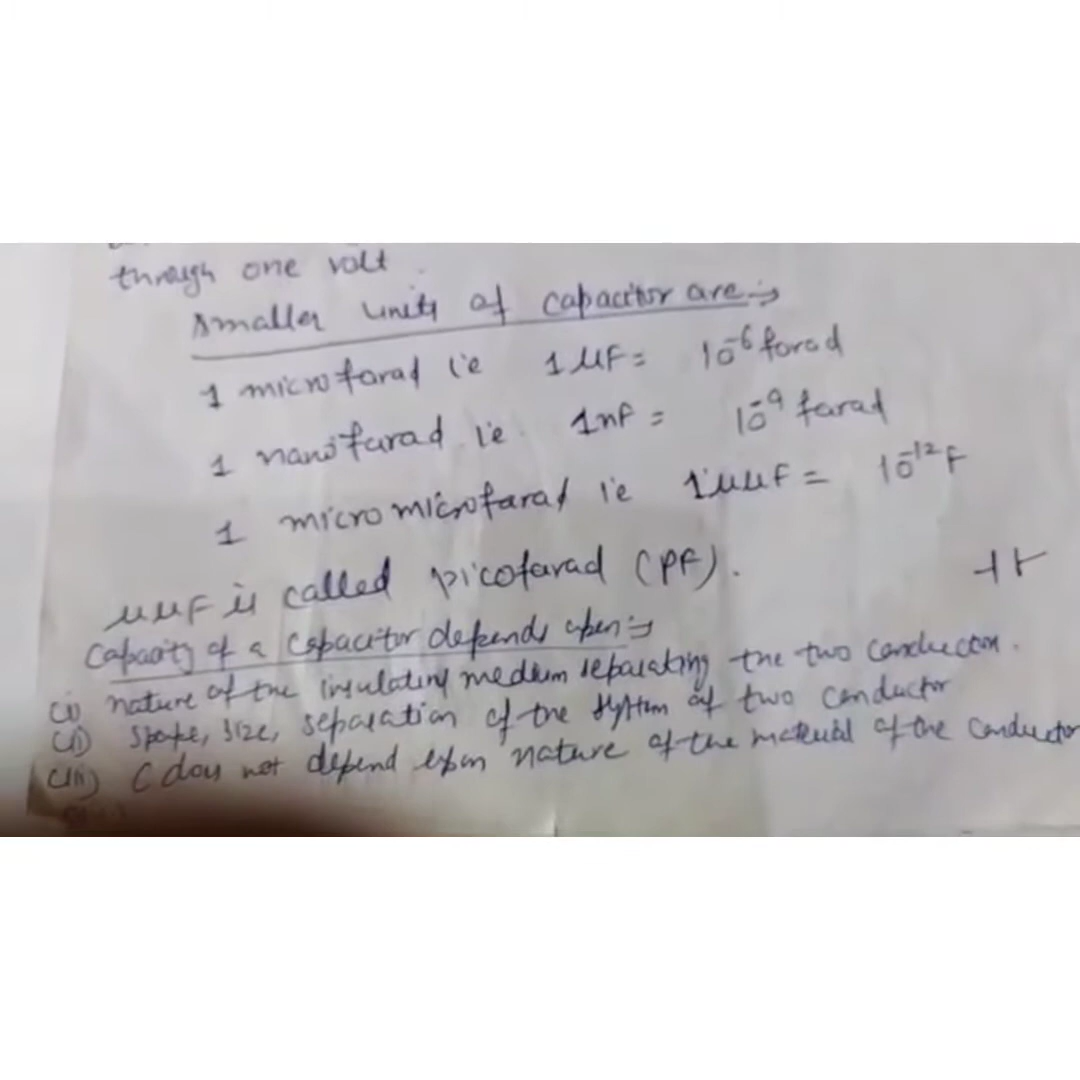 through one volt.
smaller units of capacitor are :→
1 microfarad i'e 1 μF = 10⁻⁶ farad
1 nanofarad i'e. 1nF = 10⁻⁹ farad
1 micromicrofarad i'e 1μμF = 10⁻¹² F
μμF is called picofarad (PF).
⊣⊢
Capacity of a Capacitor depends upon :→
(i) nature of the insulating medium separating the two conductor.
(ii) shape, size, separation of the system of two conductor
(iii) C does not depend upon nature of the material of the conductor